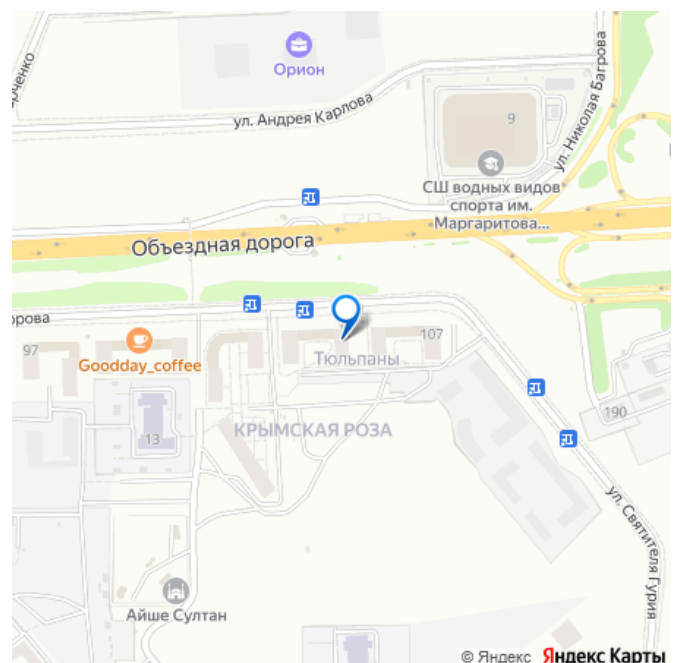 Орион
рченко
ул. Андрея Карлова
9
ул. Николая Багрова
СШ водных видов
спорта им.
Маргаритова...
Объездная дорога
орова
97
Goodday_coffee
107
Тюльпаны
190
13
КРЫМСКАЯ РОЗА
ул. Святителя Гурия
Айше Султан
© Яндекс Яндекс Карты